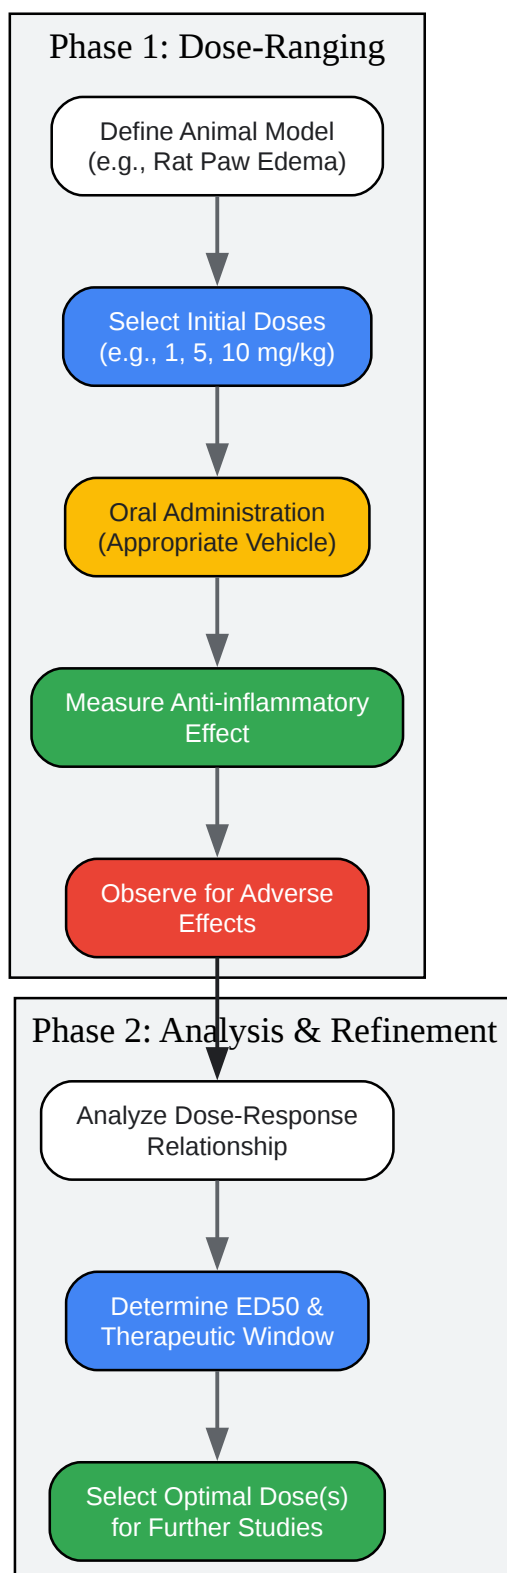 Phase 1: Dose-Ranging
Define Animal Model
(e.g., Rat Paw Edema)
Select Initial Doses
(e.g., 1, 5, 10 mg/kg)
Oral Administration
(Appropriate Vehicle)
Measure Anti-inflammatory
Effect
Observe for Adverse
Effects
Phase 2: Analysis & Refinement
Analyze Dose-Response
Relationship
Determine ED50 &
Therapeutic Window
Select Optimal Dose(s)
for Further Studies